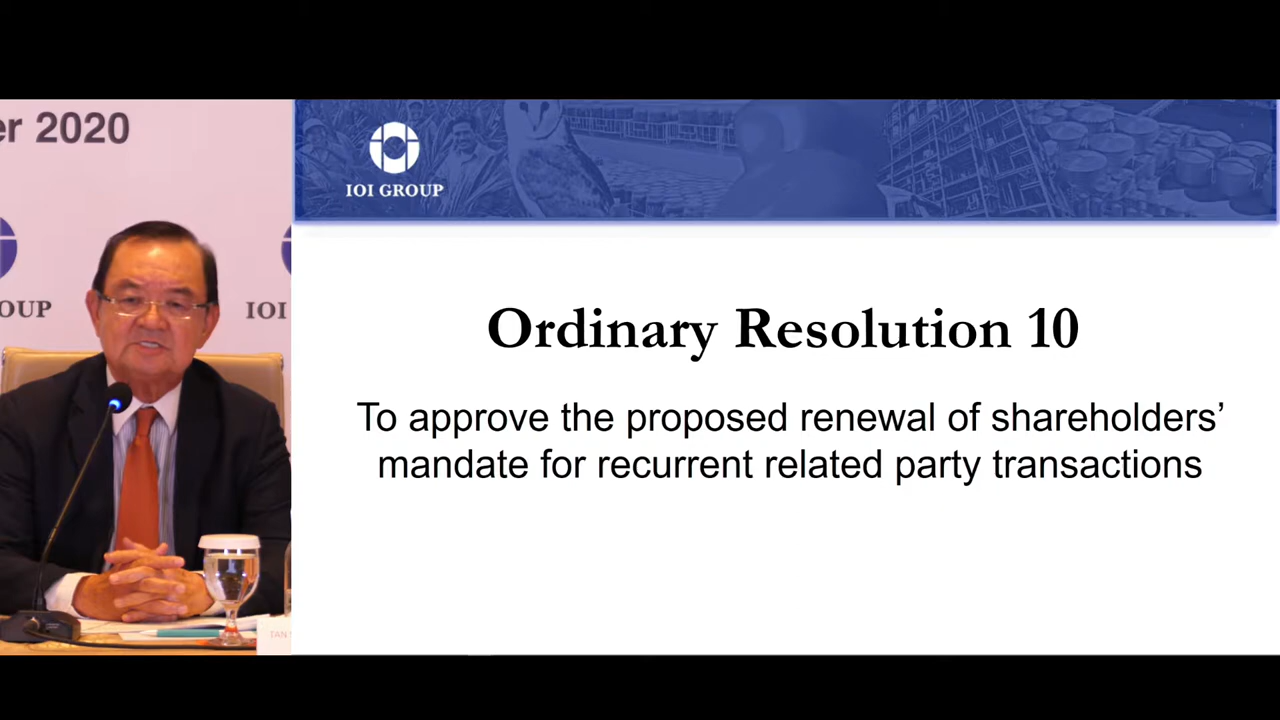 er 2020
OUP
IOI
TAN
IOI GROUP
Ordinary Resolution 10
To approve the proposed renewal of shareholders’
mandate for recurrent related party transactions